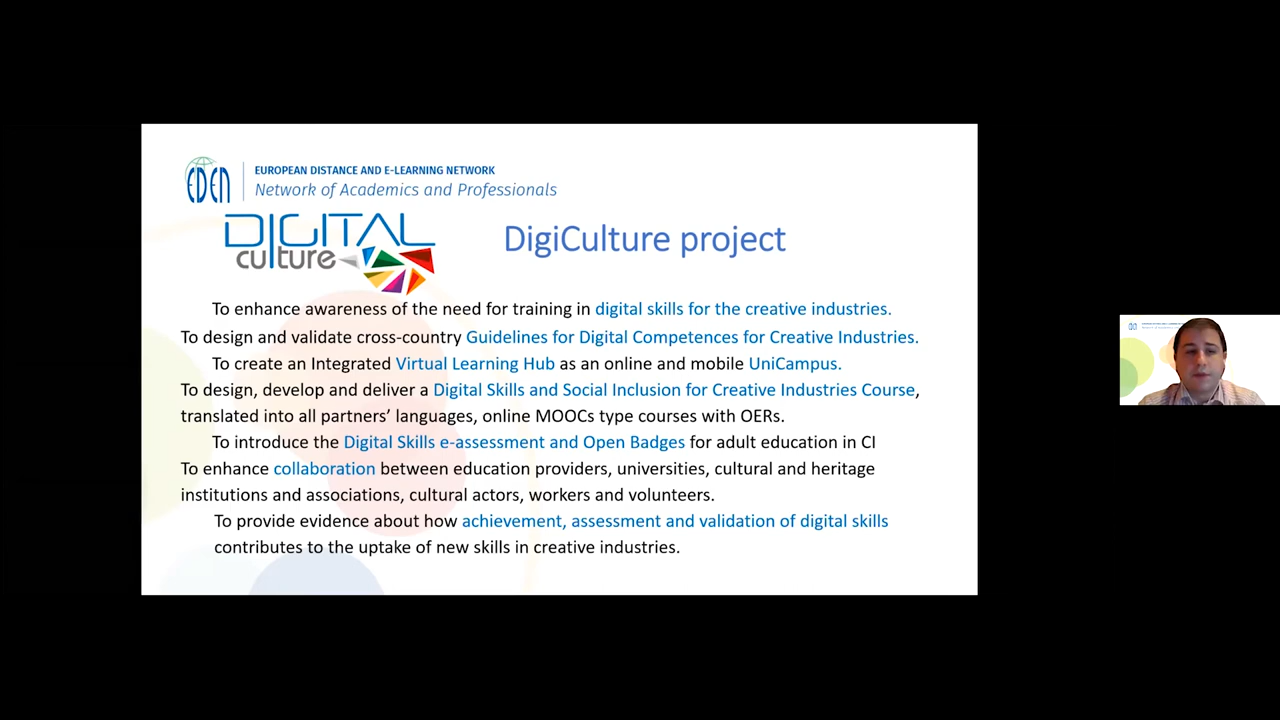 EDEN
EUROPEAN DISTANCE AND E-LEARNING NETWORK
Network of Academics and Professionals
DIGITAL
culture
DigiCulture project
To enhance awareness of the need for training in digital skills for the creative industries.
To design and validate cross-country Guidelines for Digital Competences for Creative Industries.
To create an Integrated Virtual Learning Hub as an online and mobile UniCampus.
To design, develop and deliver a Digital Skills and Social Inclusion for Creative Industries Course,
translated into all partners’ languages, online MOOCs type courses with OERs.
To introduce the Digital Skills e-assessment and Open Badges for adult education in CI
To enhance collaboration between education providers, universities, cultural and heritage
institutions and associations, cultural actors, workers and volunteers.
To provide evidence about how achievement, assessment and validation of digital skills
contributes to the uptake of new skills in creative industries.